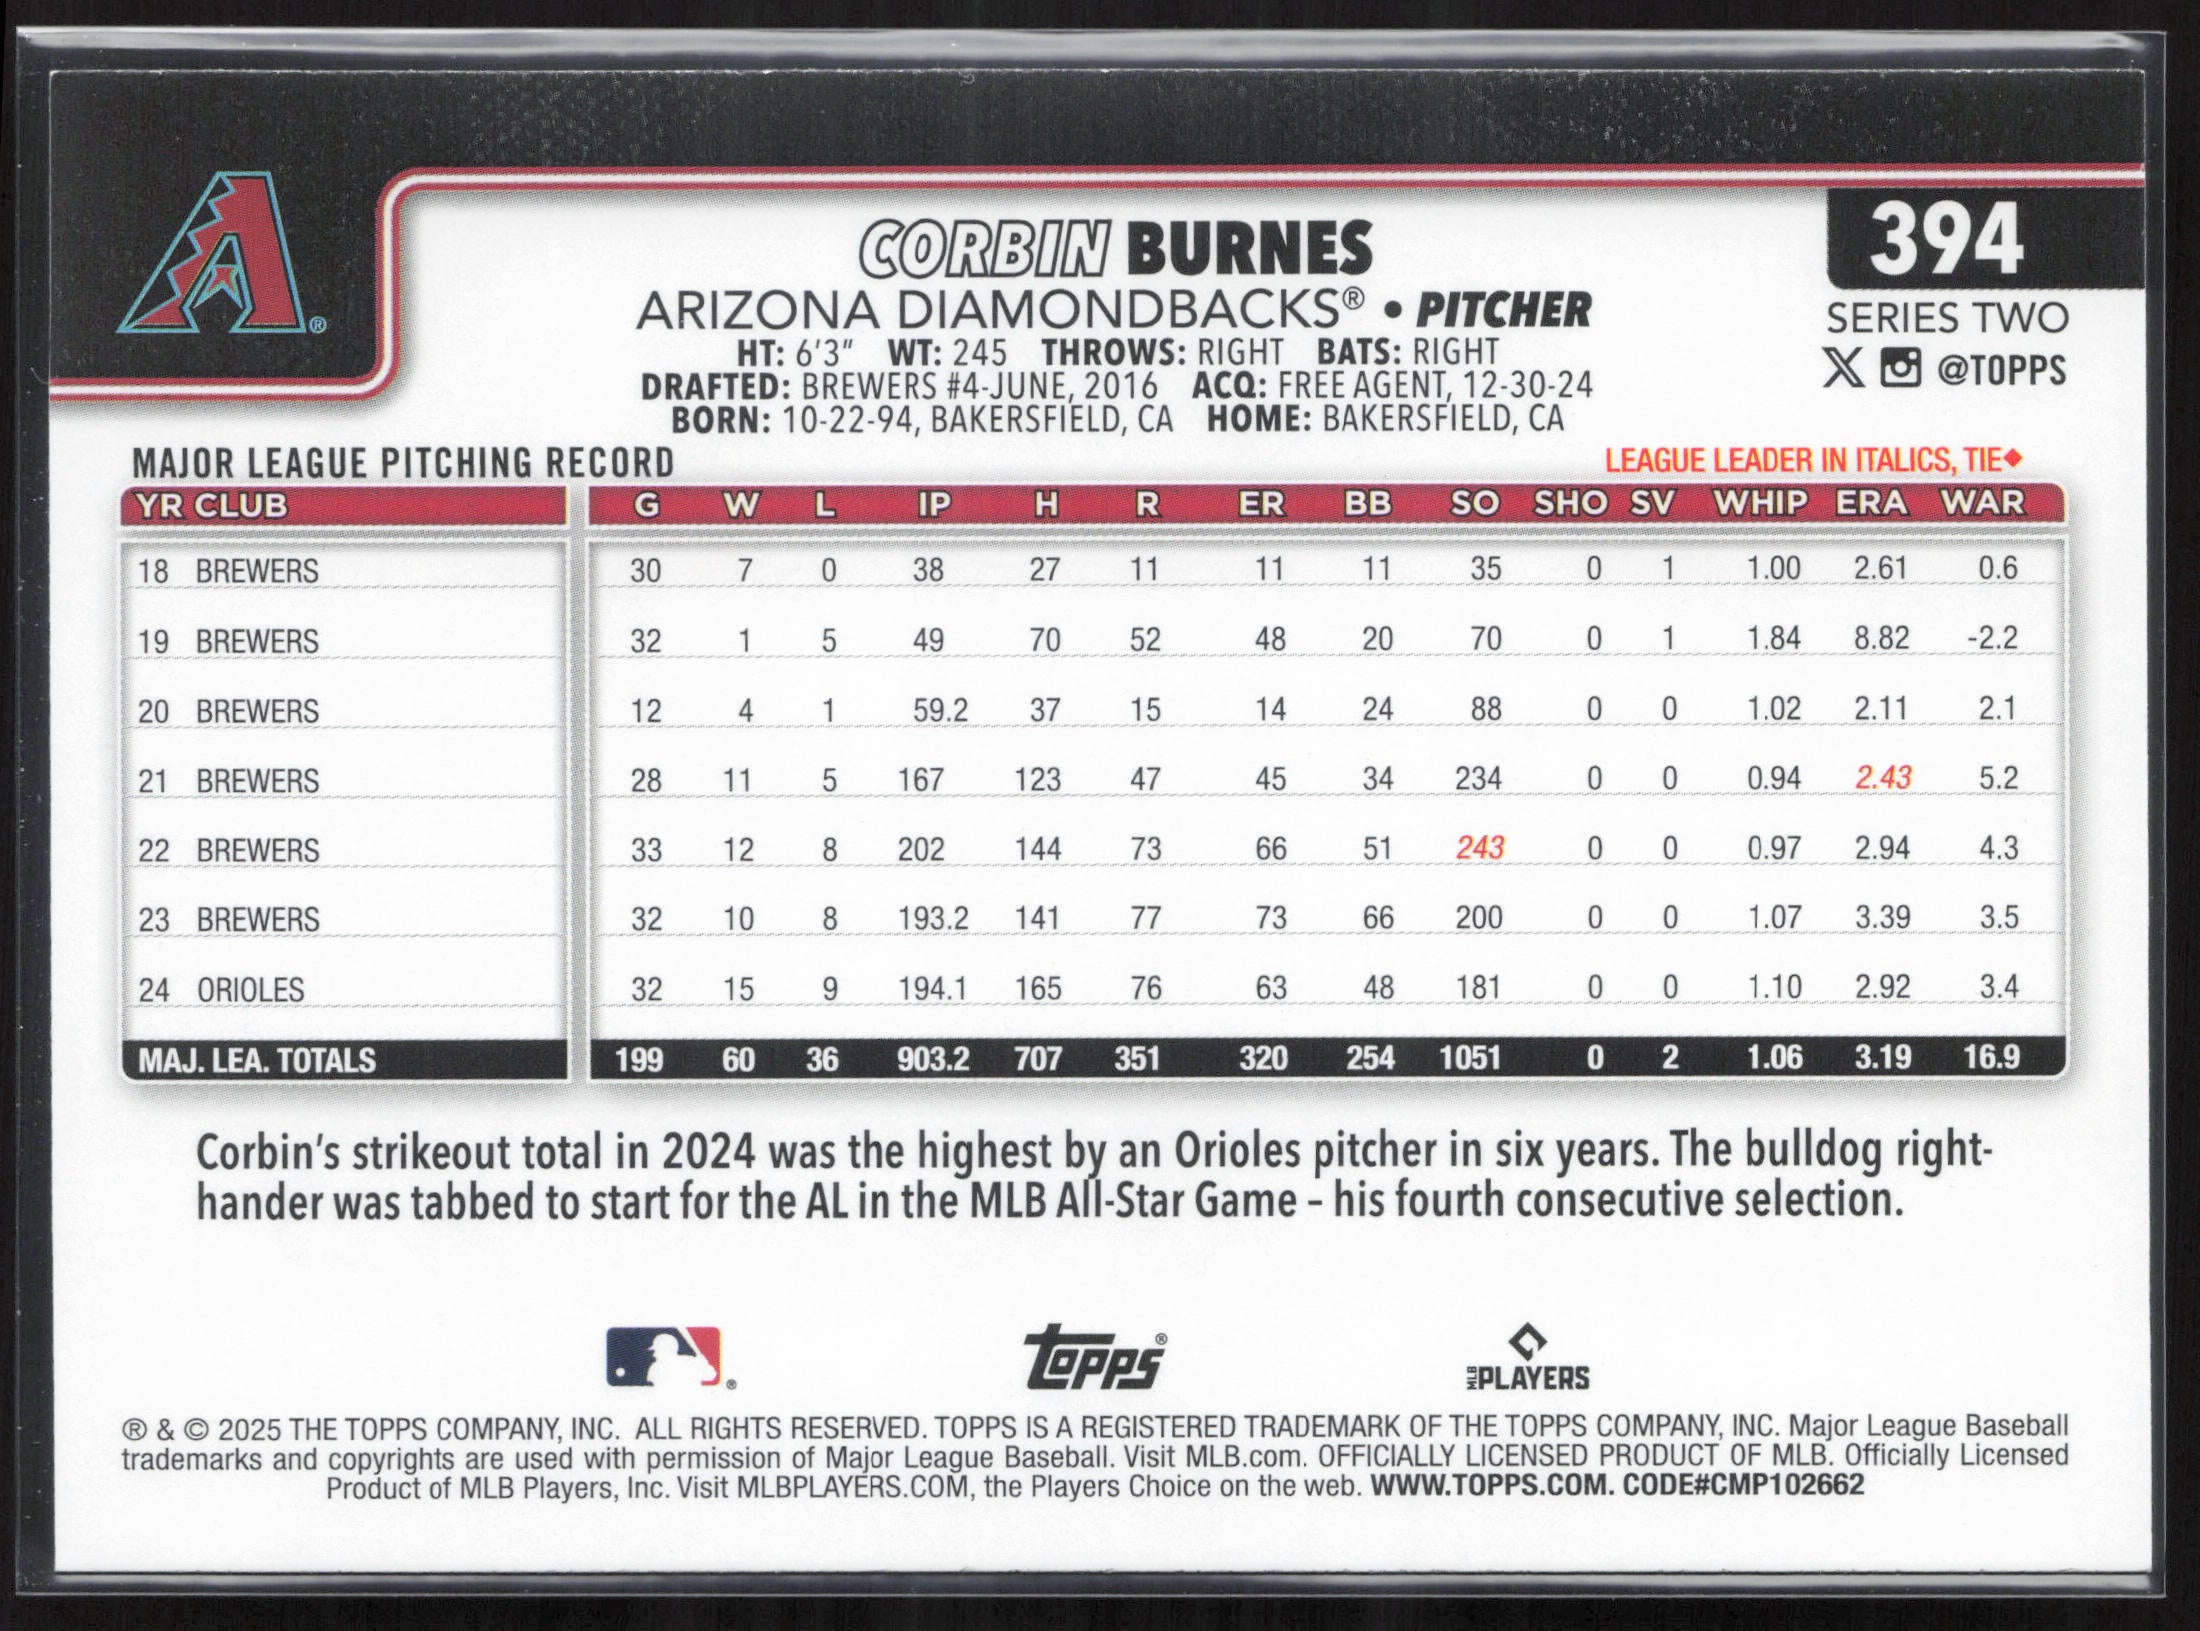 394
CORBIN BURNES
ARIZONA DIAMONDBACKS® • PITCHER
SERIES TWO
HT: 6'3" WT: 245 THROWS: RIGHT BATS: RIGHT
@TOPPS
DRAFTED: BREWERS #4-JUNE, 2016 ACQ: FREE AGENT, 12-30-24
BORN: 10-22-94, BAKERSFIELD, CA HOME: BAKERSFIELD, CA
MAJOR LEAGUE PITCHING RECORD LEAGUE LEADER IN ITALICS, TIE◆
YR CLUB G W L IP H R ER BB SO SHO SV WHIP ERA WAR
18 BREWERS 30 7 0 38 27 11 11 11 35 0 1 1.00 2.61 0.6
19 BREWERS 32 1 5 49 70 52 48 20 70 0 1 1.84 8.82 -2.2
20 BREWERS 12 4 1 59.2 37 15 14 24 88 0 0 1.02 2.11 2.1
21 BREWERS 28 11 5 167 123 47 45 34 234 0 0 0.94 2.43 5.2
22 BREWERS 33 12 8 202 144 73 66 51 243 0 0 0.97 2.94 4.3
23 BREWERS 32 10 8 193.2 141 77 73 66 200 0 0 1.07 3.39 3.5
24 ORIOLES 32 15 9 194.1 165 76 63 48 181 0 0 1.10 2.92 3.4
MAJ. LEA. TOTALS 199 60 36 903.2 707 351 320 254 1051 0 2 1.06 3.19 16.9
Corbin's strikeout total in 2024 was the highest by an Orioles pitcher in six years. The bulldog right-
hander was tabbed to start for the AL in the MLB All-Star Game – his fourth consecutive selection.
Topps® MLB PLAYERS
® & © 2025 THE TOPPS COMPANY, INC. ALL RIGHTS RESERVED. TOPPS IS A REGISTERED TRADEMARK OF THE TOPPS COMPANY, INC. Major League Baseball
trademarks and copyrights are used with permission of Major League Baseball. Visit MLB.com. OFFICIALLY LICENSED PRODUCT OF MLB. Officially Licensed
Product of MLB Players, Inc. Visit MLBPLAYERS.COM, the Players Choice on the web. WWW.TOPPS.COM. CODE#CMP102662